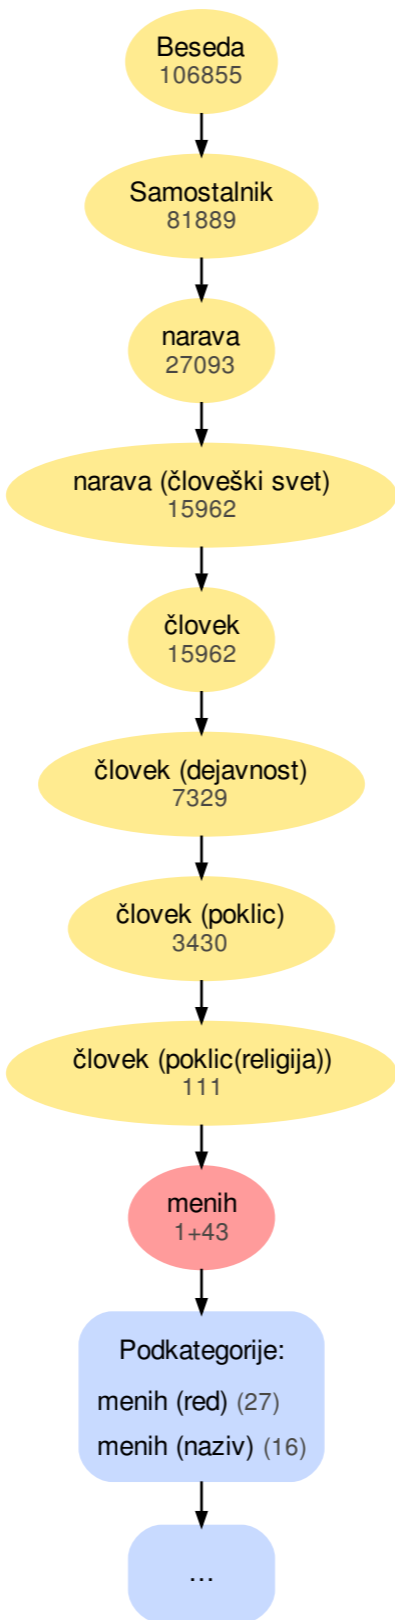 Beseda
106855
Samostalnik
81889
narava
27093
narava (človeški svet)
15962
človek
15962
človek (dejavnost)
7329
človek (poklic)
3430
človek (poklic(religija))
111
menih
1+43
Podkategorije:
menih (red) (27)
menih (naziv) (16)
...